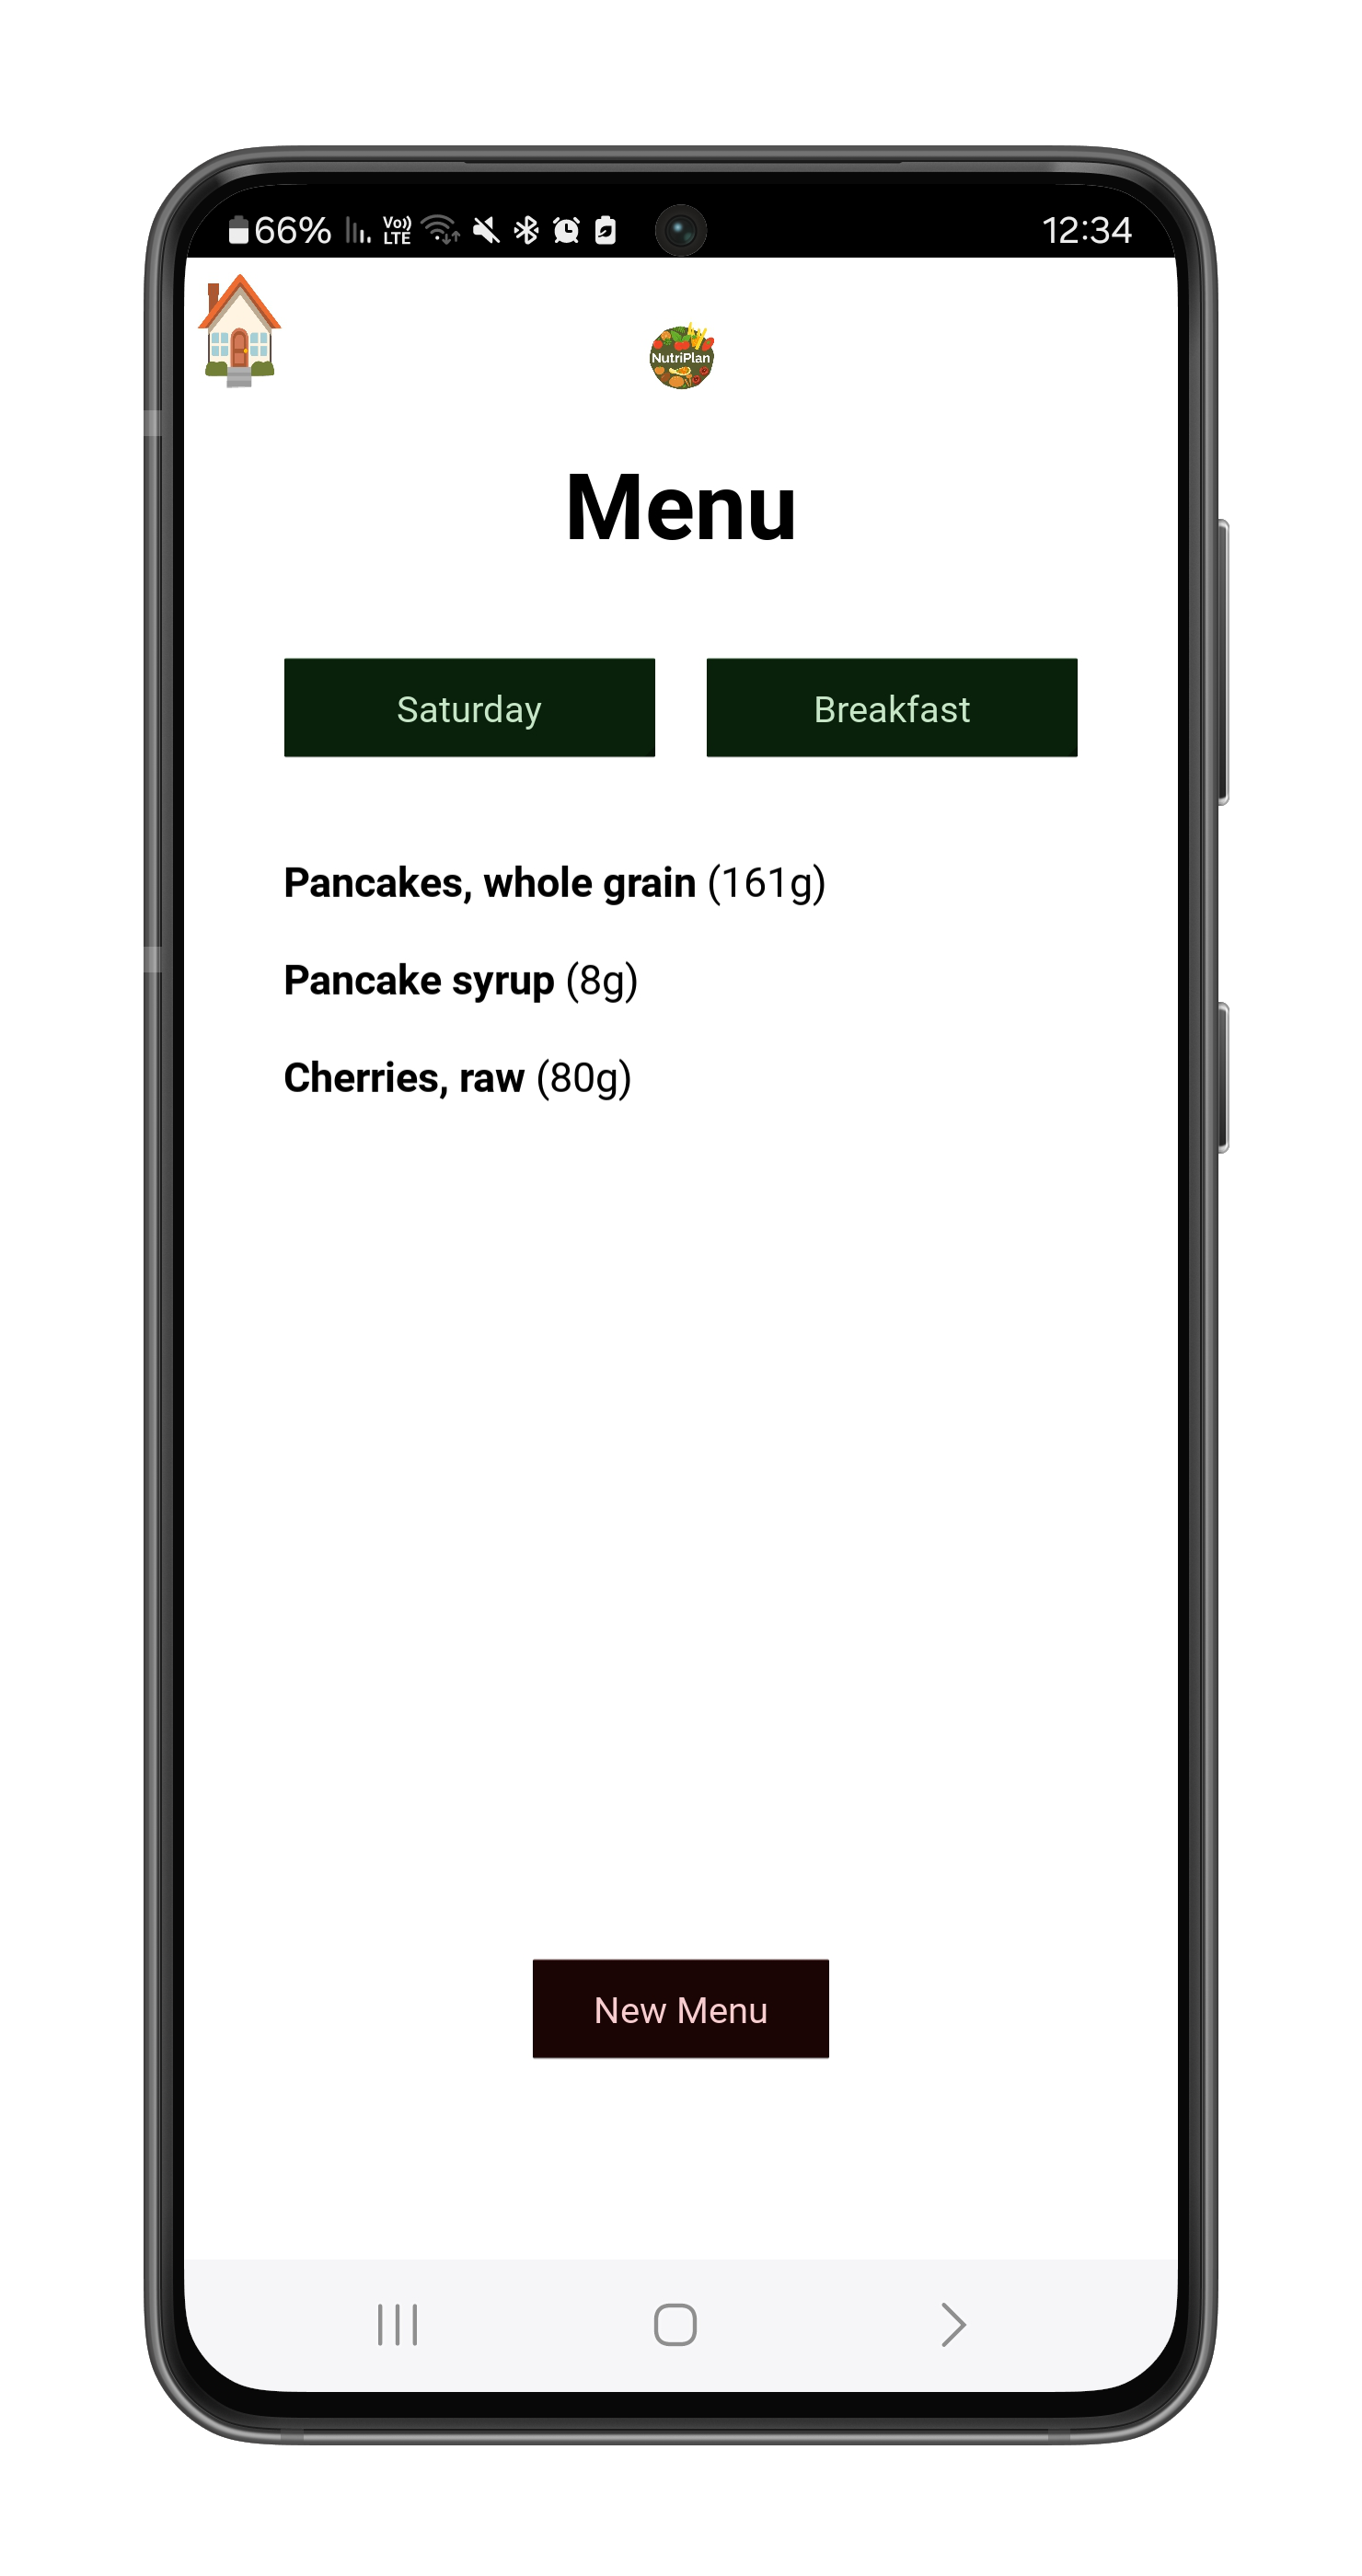 66% Vo)) LTE 12:34
NutriPlan
Menu
Saturday Breakfast
Pancakes, whole grain (161g)
Pancake syrup (8g)
Cherries, raw (80g)
New Menu